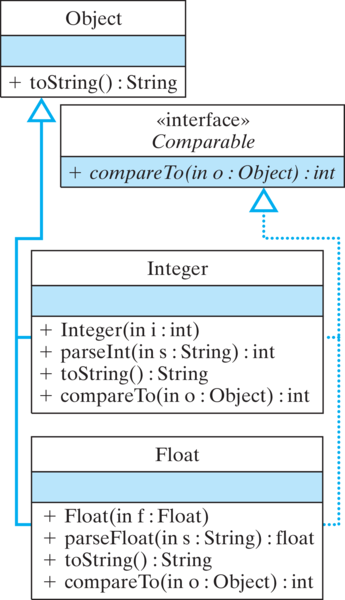 Object
+ toString() : String
«interface»
Comparable
+ compareTo(in o : Object) : int
Integer
+ Integer(in i : int)
+ parseInt(in s : String) : int
+ toString() : String
+ compareTo(in o : Object) : int
Float
+ Float(in f : Float)
+ parseFloat(in s : String) : float
+ toString() : String
+ compareTo(in o : Object) : int